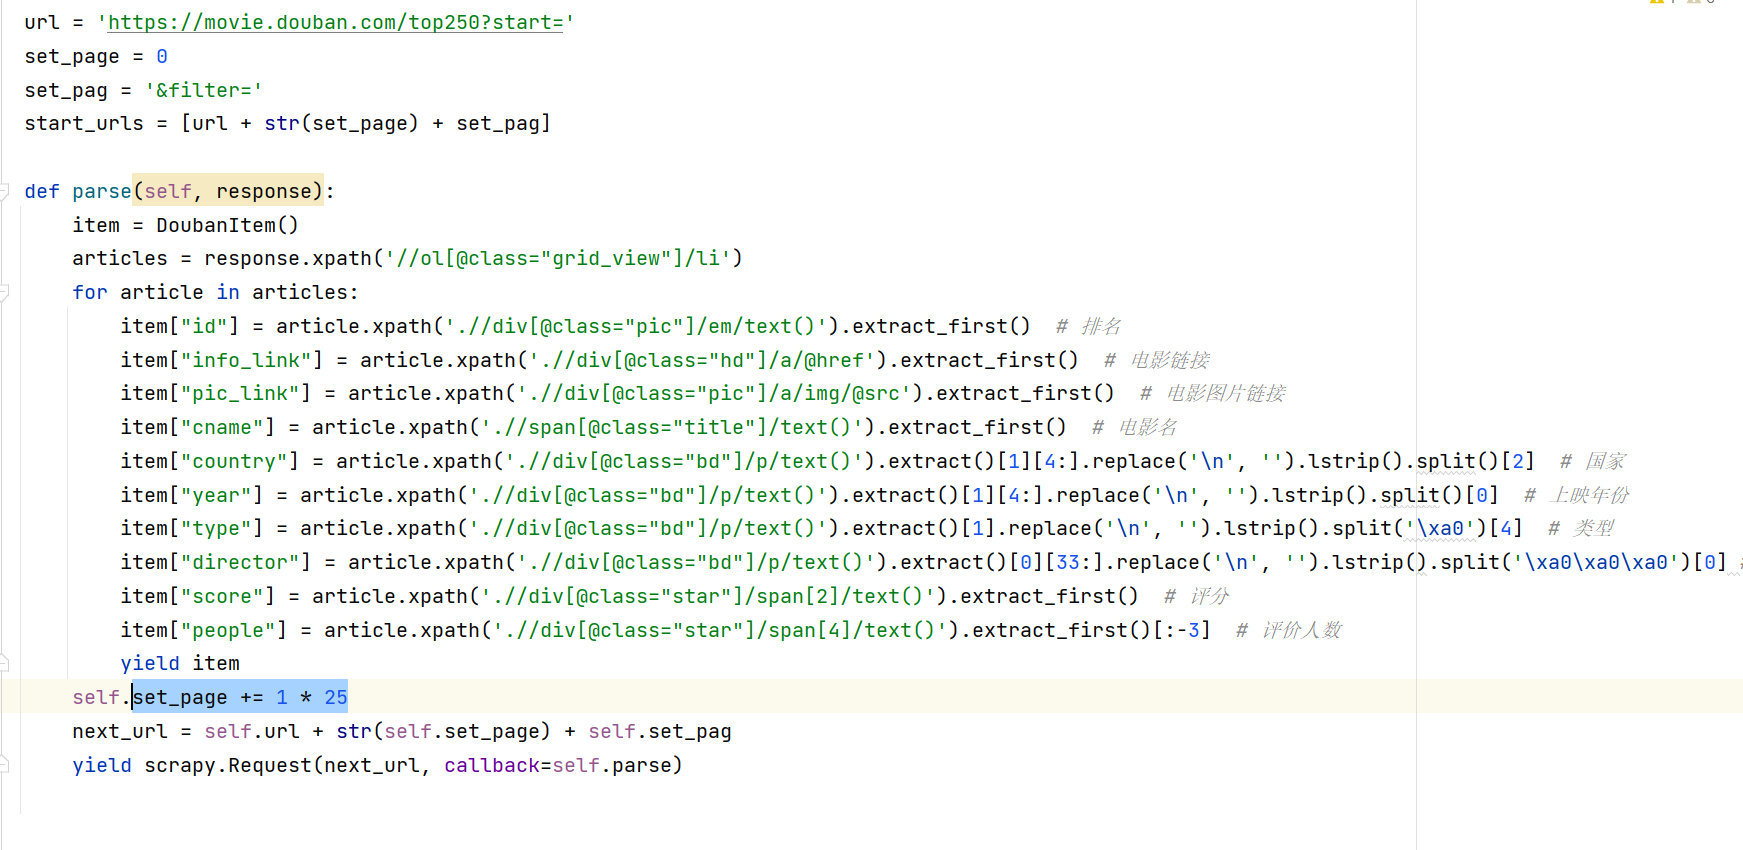 url = 'https://movie.douban.com/top250?start='
set_page = 0
set_pag = '&filter='
start_urls = [url + str(set_page) + set_pag]
def parse(self, response):
    item = DoubanItem()
    articles = response.xpath('//ol[@class="grid_view"]/li')
    for article in articles:
        item["id"] = article.xpath('.//div[@class="pic"]/em/text()').extract_first()  # 排名
        item["info_link"] = article.xpath('.//div[@class="hd"]/a/@href').extract_first()  # 电影链接
        item["pic_link"] = article.xpath('.//div[@class="pic"]/a/img/@src').extract_first()  # 电影图片链接
        item["cname"] = article.xpath('.//span[@class="title"]/text()').extract_first()  # 电影名
        item["country"] = article.xpath('.//div[@class="bd"]/p/text()').extract()[1][4:].replace('\n', '').lstrip().split()[2]  # 国家
        item["year"] = article.xpath('.//div[@class="bd"]/p/text()').extract()[1][4:].replace('\n', '').lstrip().split()[0]  # 上映年份
        item["type"] = article.xpath('.//div[@class="bd"]/p/text()').extract()[1].replace('\n', '').lstrip().split('\xa0')[4]  # 类型
        item["director"] = article.xpath('.//div[@class="bd"]/p/text()').extract()[0][33:].replace('\n', '').lstrip().split('\xa0\xa0\xa0')[0]
        item["score"] = article.xpath('.//div[@class="star"]/span[2]/text()').extract_first()  # 评分
        item["people"] = article.xpath('.//div[@class="star"]/span[4]/text()').extract_first()[:-3]  # 评价人数
        yield item
    self.set_page += 1 * 25
    next_url = self.url + str(self.set_page) + self.set_pag
    yield scrapy.Request(next_url, callback=self.parse)